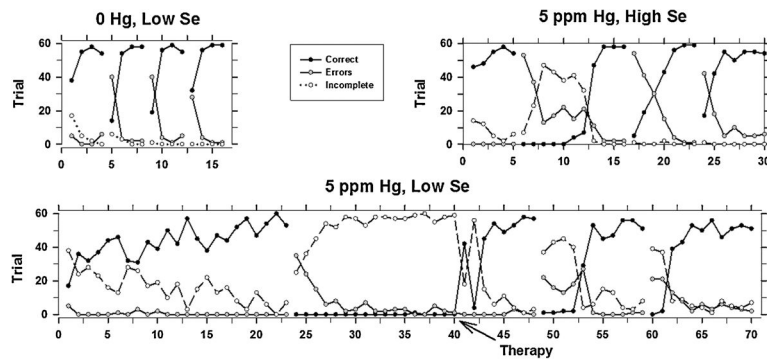 0 Hg, Low Se
60
40
20
0
Trial
0 5 10 15
Correct
Errors
Incomplete
5 ppm Hg, High Se
60
40
20
0
Trial
0 5 10 15 20 25 30
5 ppm Hg, Low Se
60
40
20
0
Trial
0 5 10 15 20 25 30 35 40 45 50 55 60 65 70
Therapy